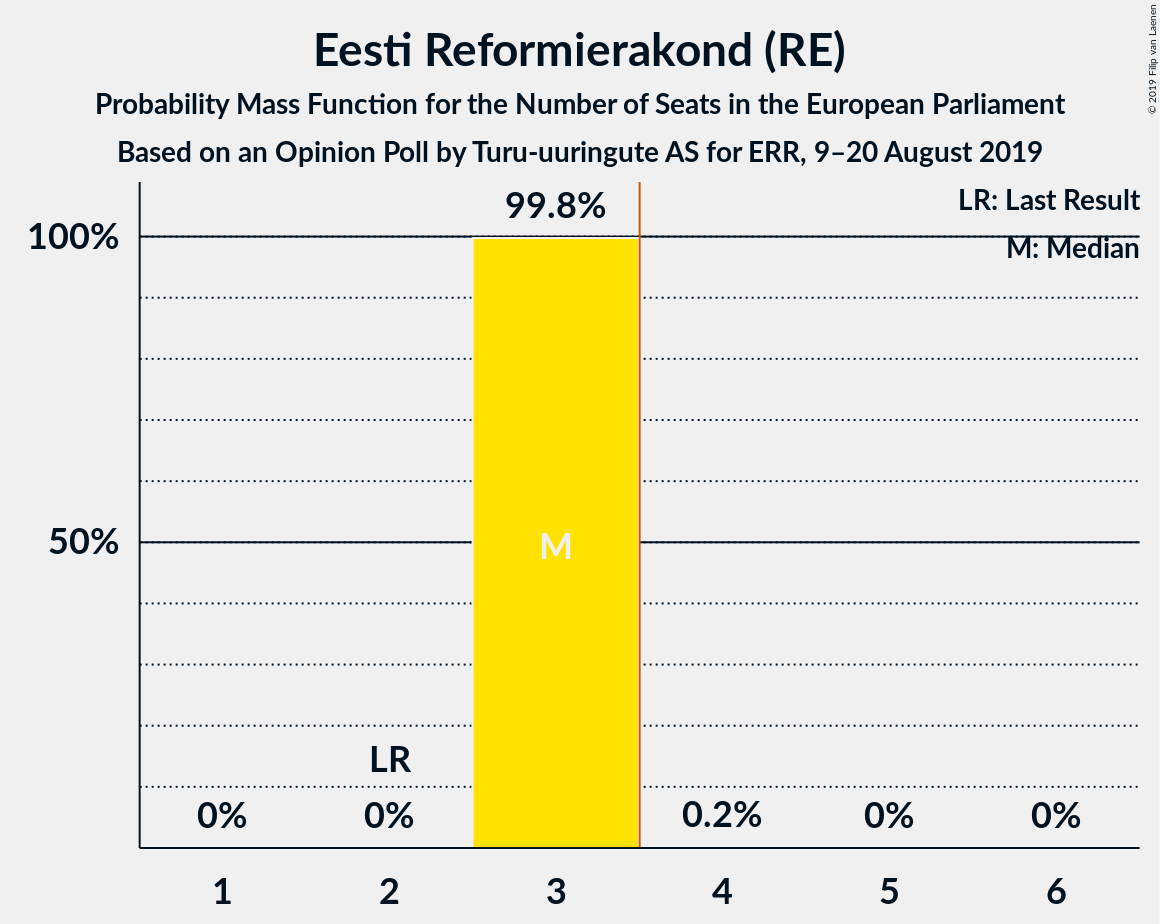 Eesti Reformierakond (RE)
Probability Mass Function for the Number of Seats in the European Parliament
Based on an Opinion Poll by Turu-uuringute AS for ERR, 9–20 August 2019
© 2019 Filip van Laenen
LR: Last Result
M: Median
99.8%
100%
50%
M
LR
0%
0%
0.2%
0%
0%
1
2
3
4
5
6